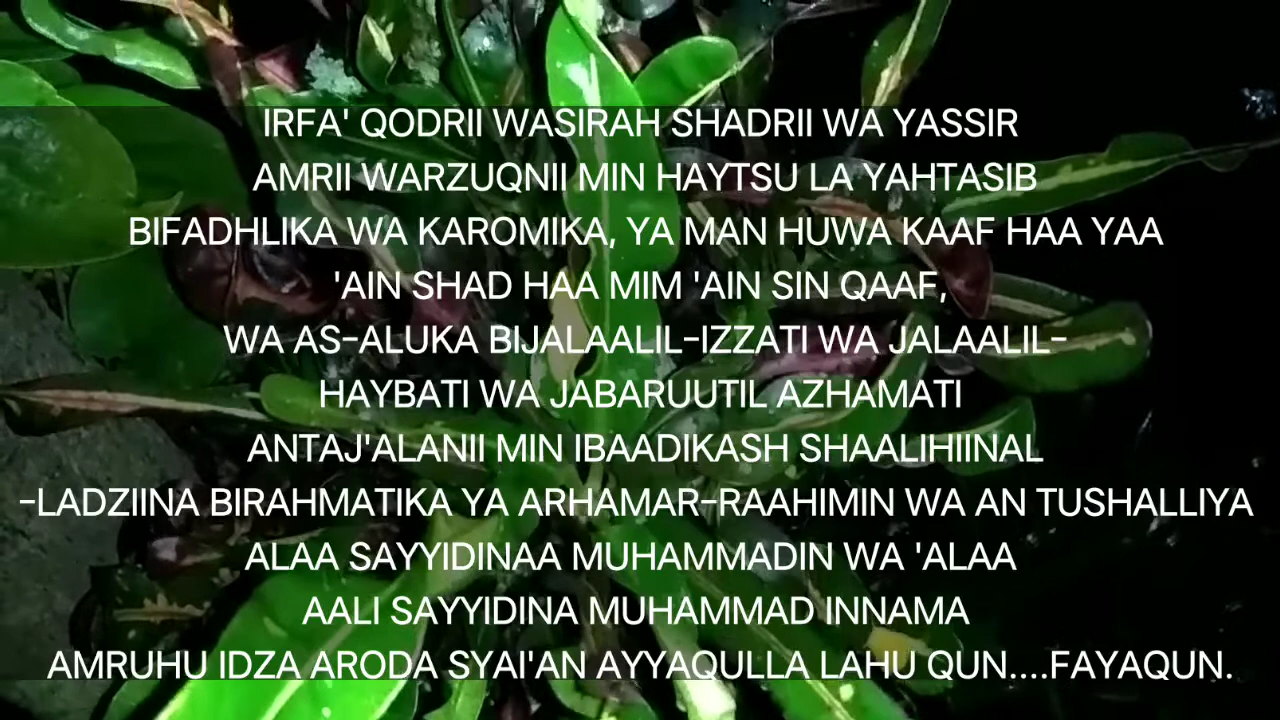 IRFA' QODRII WASIRAH SHADRII WA YASSIR
AMRII WARZUQNII MIN HAYTSU LA YAHTASIB
BIFADHLIKA WA KAROMIKA, YA MAN HUWA KAAF HAA YAA
'AIN SHAD HAA MIM 'AIN SIN QAAF,
WA AS-ALUKA BIJALAALIL-IZZATI WA JALAALIL-
HAYBATI WA JABARUUTIL AZHAMATI
ANTAJ'ALANII MIN IBAADIKASH SHAALIHIINAL
-LADZIINA BIRAHMATIKA YA ARHAMAR-RAAHIMIN WA AN TUSHALLIYA
ALAA SAYYIDINAA MUHAMMADIN WA 'ALAA
AALI SAYYIDINA MUHAMMAD INNAMA
AMRUHU IDZA ARODA SYAI'AN AYYAQULLA LAHU QUN....FAYAQUN.